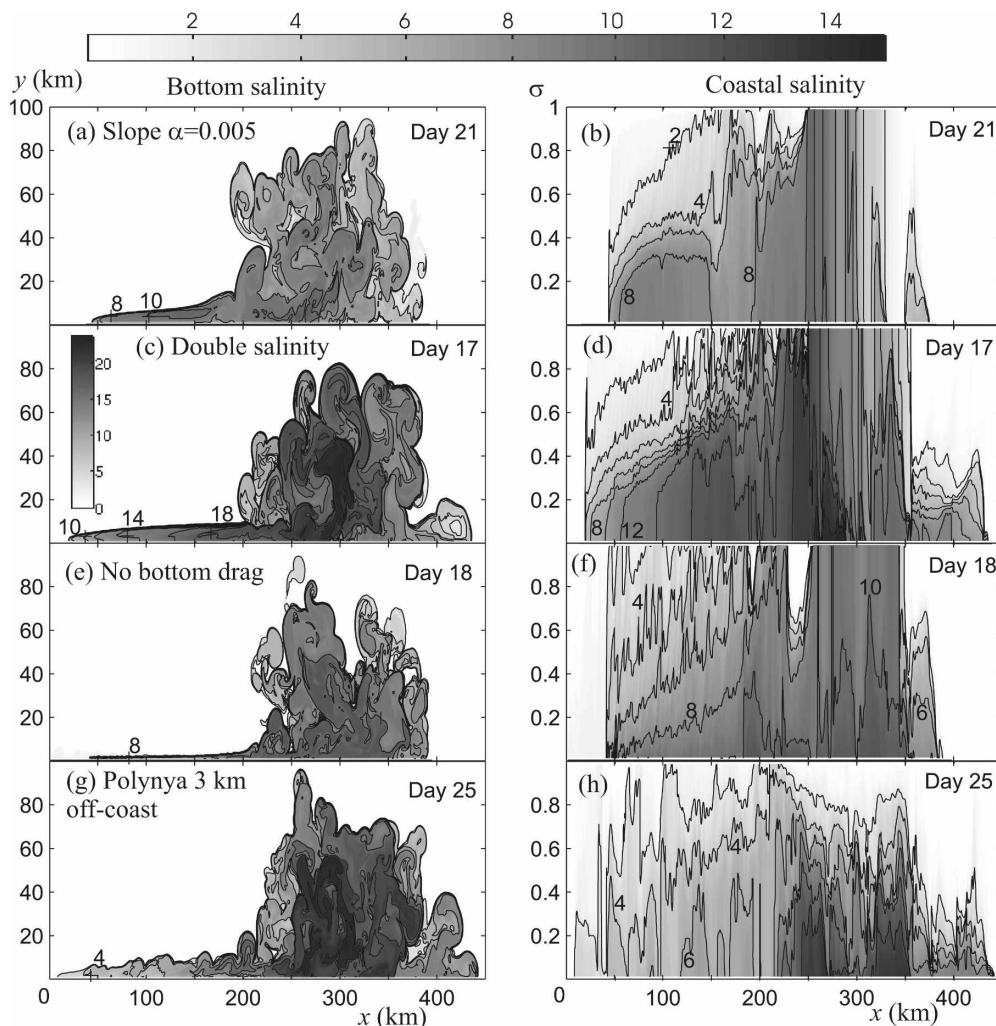 2 4 6 8 10 12 14
y (km) Bottom salinity σ Coastal salinity
100 1
(a) Slope α=0.005 Day 21 (b) Day 21
2
80 0.8
60 0.6
4
40 0.4
20 0.2
8 10 8 8
(c) Double salinity Day 17 (d) Day 17
80 0.8
20
15
10
5
0
60 0.6
4
40 0.4
20 0.2
10 14 18 8 12
(e) No bottom drag Day 18 (f) Day 18
80 0.8
10
4
60 0.6
40 0.4
20 0.2
8 8 6
(g) Polynya 3 km
off-coast
Day 25 (h) Day 25
80 0.8
60 0.6
4
40 0.4
4
20 0.2
4 6
0 100 200 300 400 0 100 200 300 400
x (km) x (km)